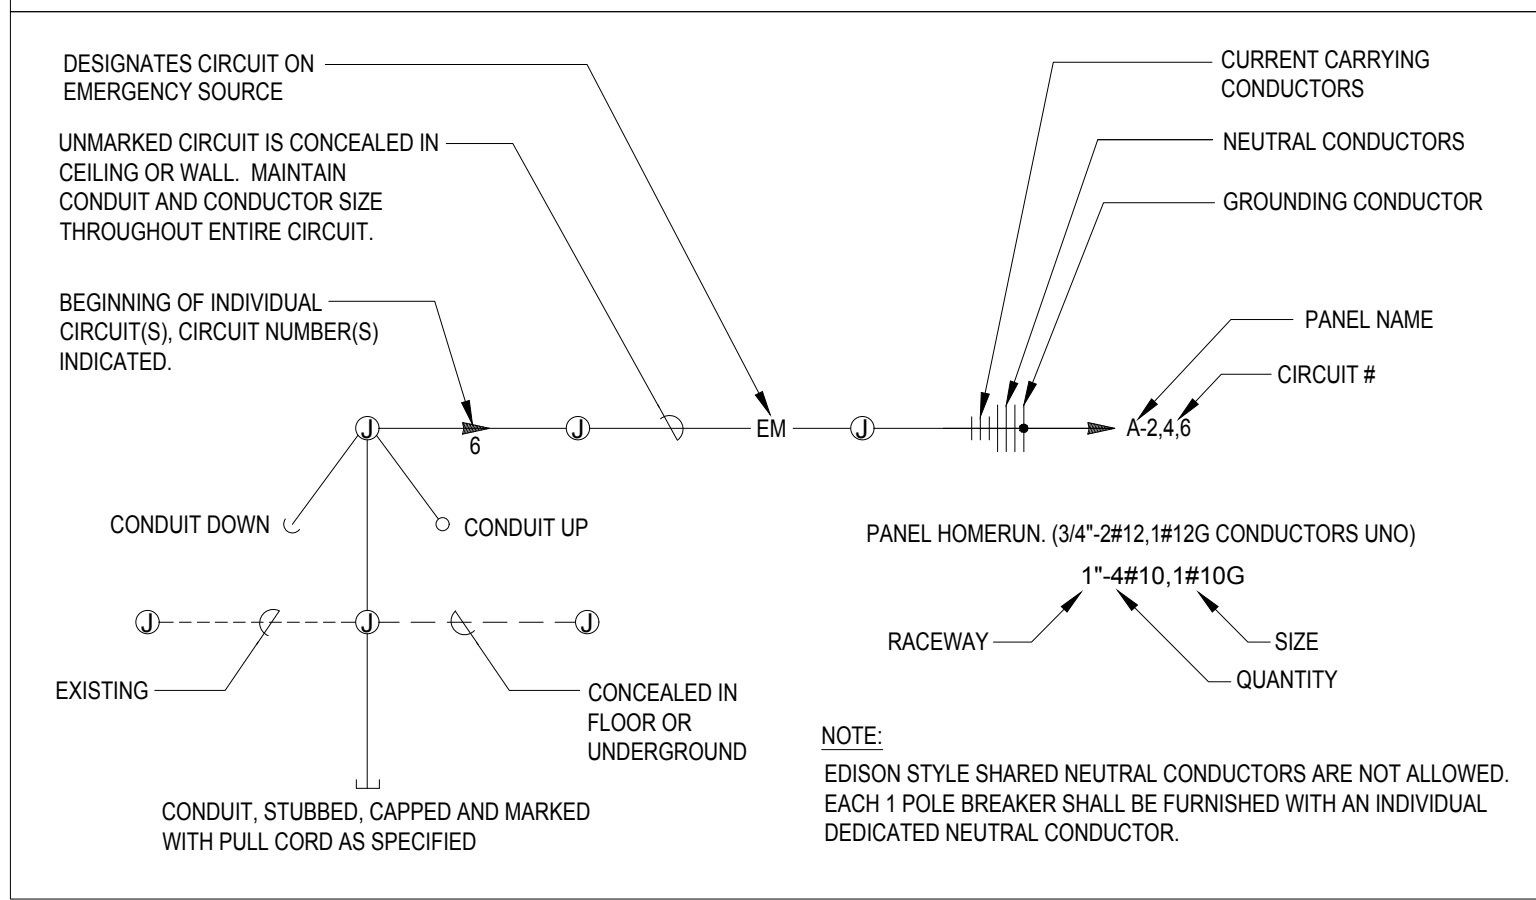 DESIGNATES CIRCUIT ON
EMERGENCY SOURCE
UNMARKED CIRCUIT IS CONCEALED IN
CEILING OR WALL. MAINTAIN
CONDUIT AND CONDUCTOR SIZE
THROUGHOUT ENTIRE CIRCUIT.
BEGINNING OF INDIVIDUAL
CIRCUIT(S), CIRCUIT NUMBER(S)
INDICATED.
CURRENT CARRYING
CONDUCTORS
NEUTRAL CONDUCTORS
GROUNDING CONDUCTOR
PANEL NAME
CIRCUIT #
J
6
J
EM
J
A-2,4,6
CONDUIT DOWN
CONDUIT UP
PANEL HOMERUN. (3/4"-2#12,1#12G CONDUCTORS UNO)
1"-4#10,1#10G
RACEWAY
SIZE
QUANTITY
J
J
J
EXISTING
CONCEALED IN
FLOOR OR
UNDERGROUND
CONDUIT, STUBBED, CAPPED AND MARKED
WITH PULL CORD AS SPECIFIED
NOTE:
EDISON STYLE SHARED NEUTRAL CONDUCTORS ARE NOT ALLOWED.
EACH 1 POLE BREAKER SHALL BE FURNISHED WITH AN INDIVIDUAL
DEDICATED NEUTRAL CONDUCTOR.